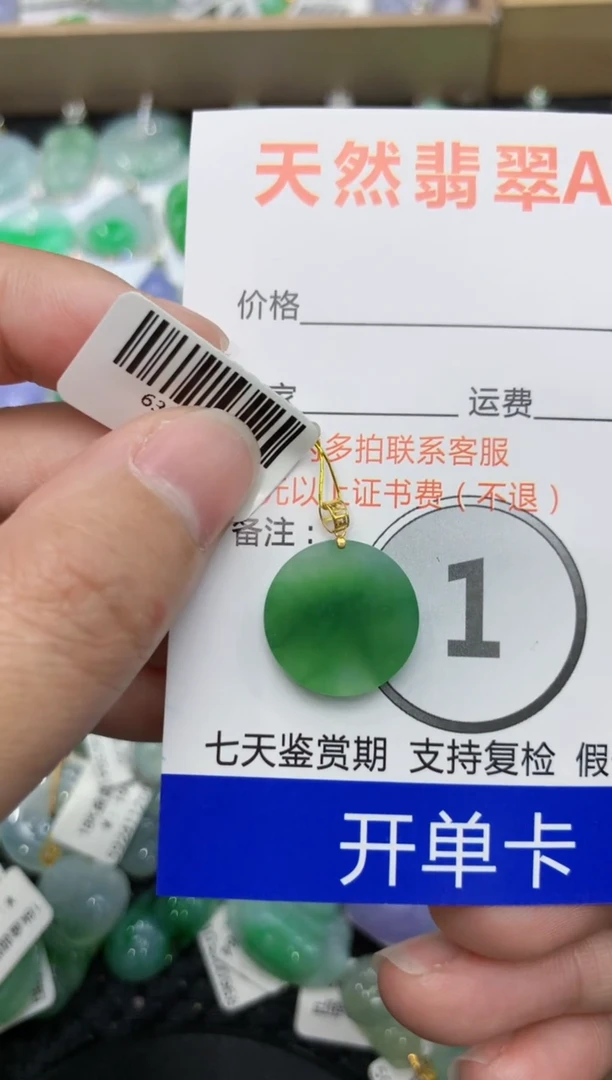 天然翡翠A
价格
运费
多拍联系客服
元以上证书费（不退）
备注：
1
七天鉴赏期 支持复检 假
开单卡
63